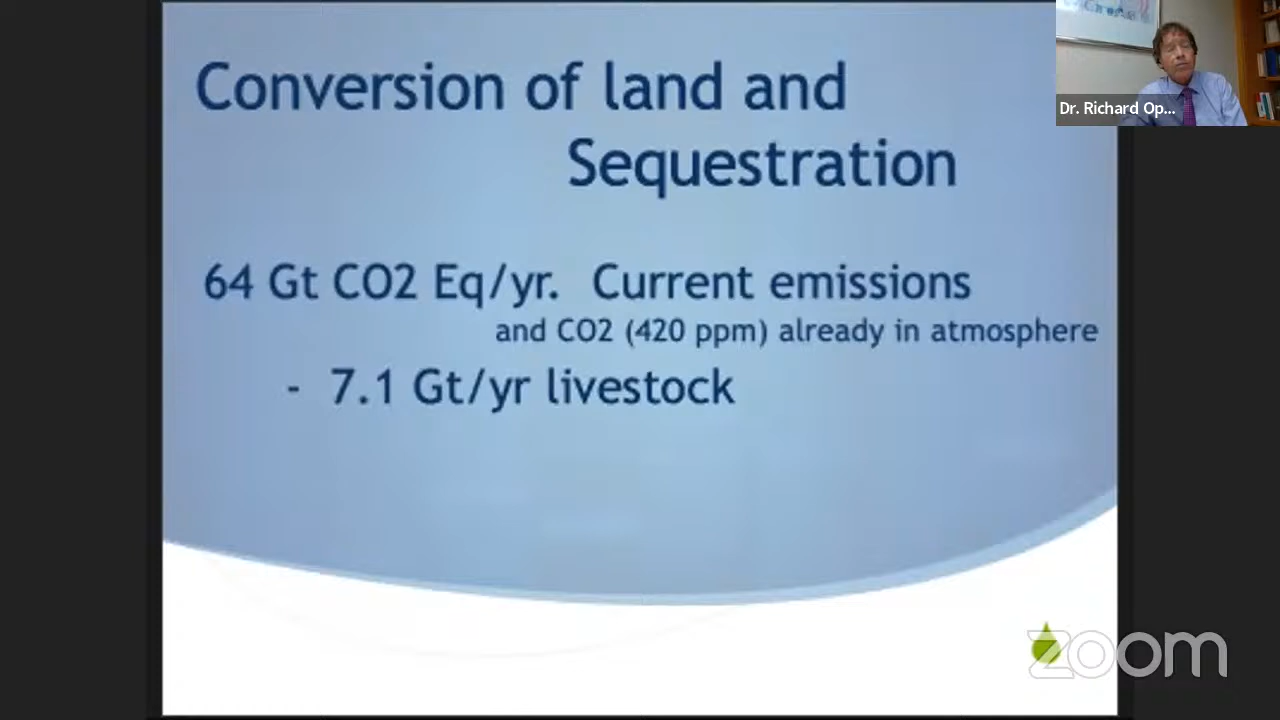 Conversion of land and
Sequestration
64 Gt CO2 Eq/yr. Current emissions
and CO2 (420 ppm) already in atmosphere
- 7.1 Gt/yr livestock
Dr. Richard Op...
zoom